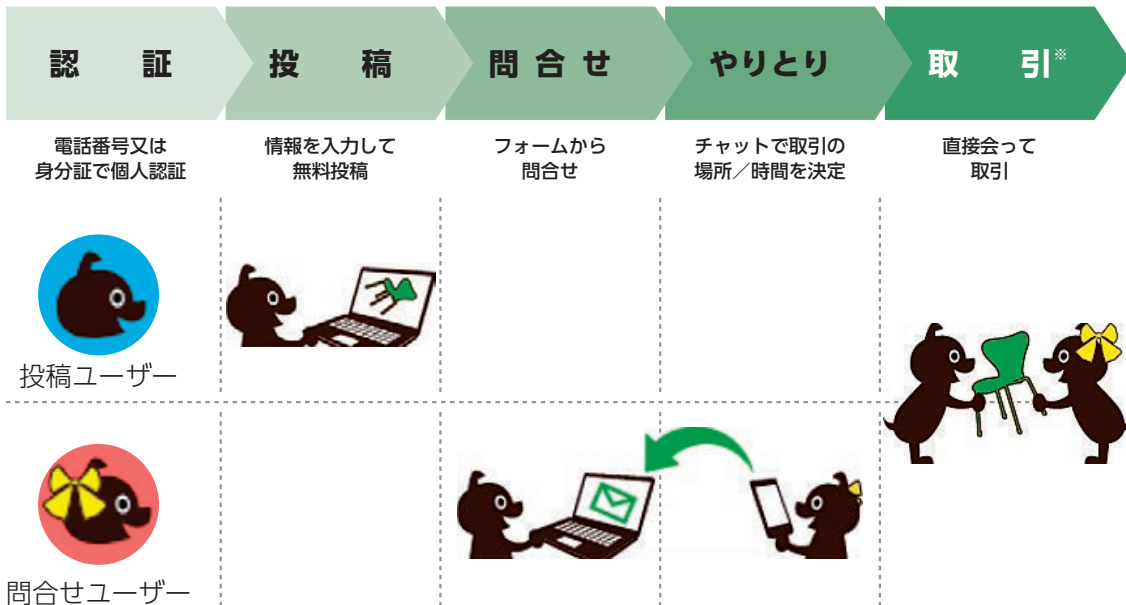 認証
投稿
問合せ
やりとり
取引※
電話番号又は
身分証で個人認証
情報を入力して
無料投稿
フォームから
問合せ
チャットで取引の
場所／時間を決定
直接会って
取引
投稿ユーザー
問合せユーザー